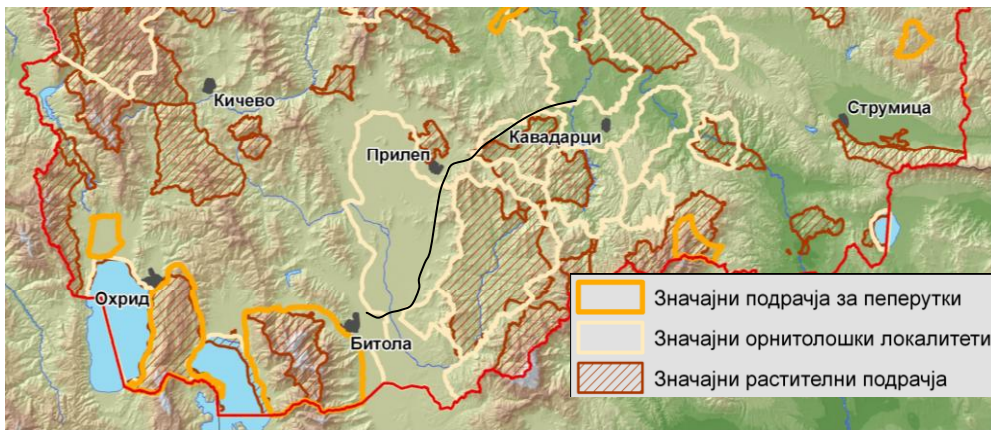 Кичево
Струмица
Кавадарци
Прилеп
Охрид
Битола
Значајни подрачја за пеперутки
Значајни орнитолошки локалитети
Значајни растителни подрачја